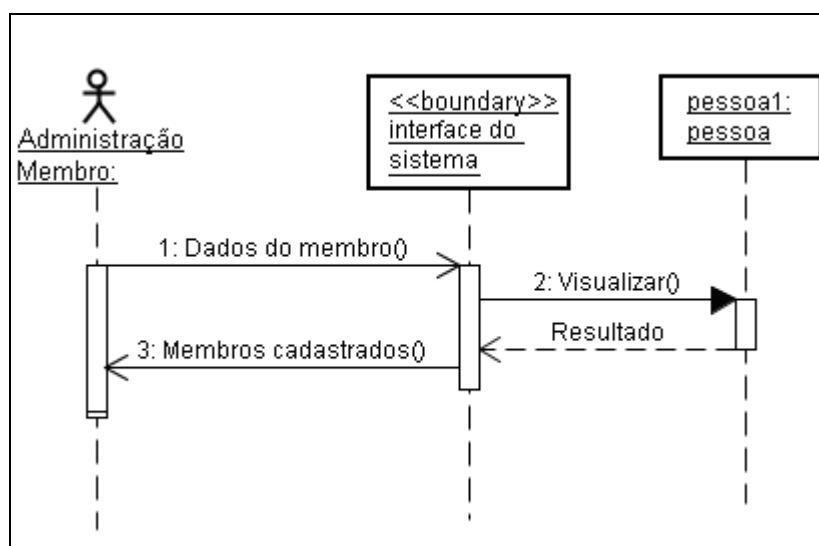 Administração
Membro:
<<boundary>>
interface do
sistema
pessoa1:
pessoa
1: Dados do membro()
2: Visualizar()
Resultado
3: Membros cadastrados()